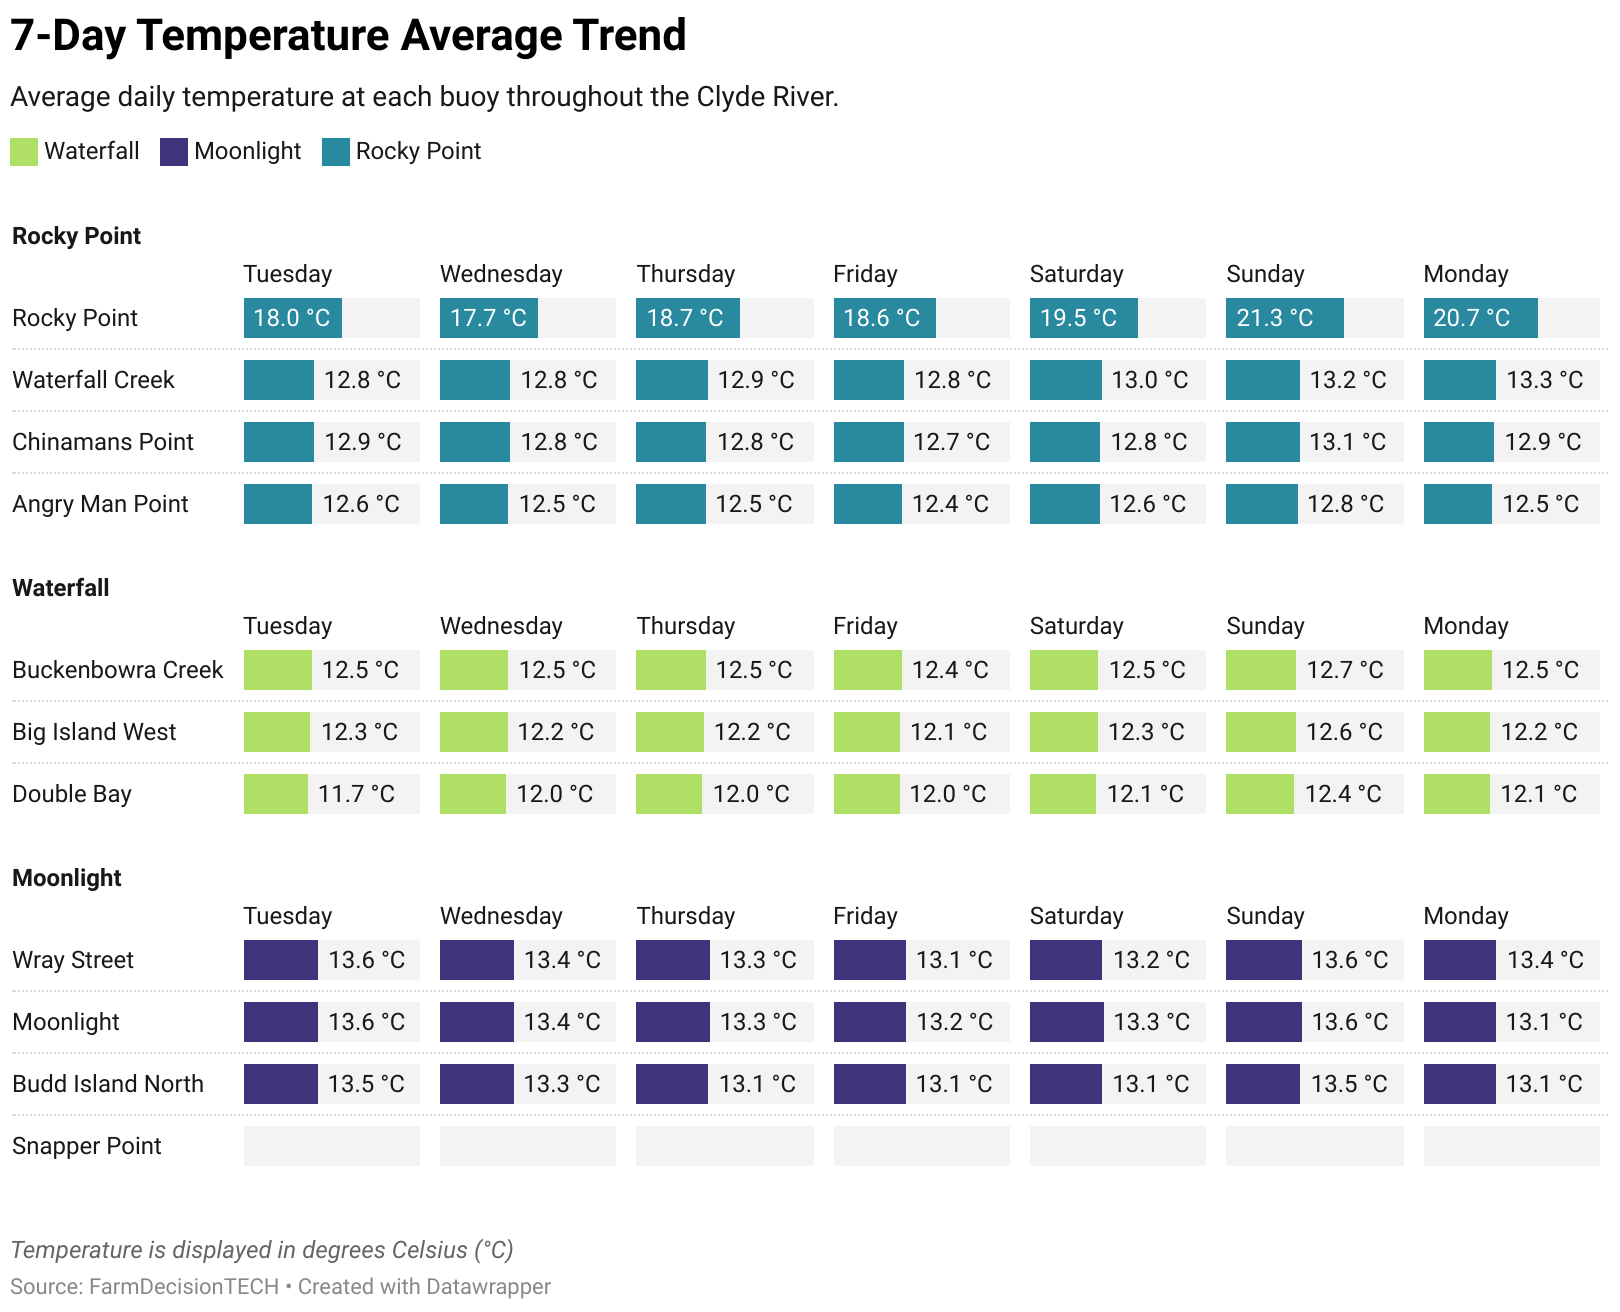 7-Day Temperature Average Trend
Average daily temperature at each buoy throughout the Clyde River.
Waterfall Moonlight Rocky Point
Rocky Point
Tuesday Wednesday Thursday Friday Saturday Sunday Monday
Rocky Point 18.0 °C 17.7 °C 18.7 °C 18.6 °C 19.5 °C 21.3 °C 20.7 °C
Waterfall Creek 12.8 °C 12.8 °C 12.9 °C 12.8 °C 13.0 °C 13.2 °C 13.3 °C
Chinamans Point 12.9 °C 12.8 °C 12.8 °C 12.7 °C 12.8 °C 13.1 °C 12.9 °C
Angry Man Point 12.6 °C 12.5 °C 12.5 °C 12.4 °C 12.6 °C 12.8 °C 12.5 °C
Waterfall
Tuesday Wednesday Thursday Friday Saturday Sunday Monday
Buckenbowra Creek 12.5 °C 12.5 °C 12.5 °C 12.4 °C 12.5 °C 12.7 °C 12.5 °C
Big Island West 12.3 °C 12.2 °C 12.2 °C 12.1 °C 12.3 °C 12.6 °C 12.2 °C
Double Bay 11.7 °C 12.0 °C 12.0 °C 12.0 °C 12.1 °C 12.4 °C 12.1 °C
Moonlight
Tuesday Wednesday Thursday Friday Saturday Sunday Monday
Wray Street 13.6 °C 13.4 °C 13.3 °C 13.1 °C 13.2 °C 13.6 °C 13.4 °C
Moonlight 13.6 °C 13.4 °C 13.3 °C 13.2 °C 13.3 °C 13.6 °C 13.1 °C
Budd Island North 13.5 °C 13.3 °C 13.1 °C 13.1 °C 13.1 °C 13.5 °C 13.1 °C
Snapper Point
Temperature is displayed in degrees Celsius (°C)
Source: FarmDecisionTECH • Created with Datawrapper